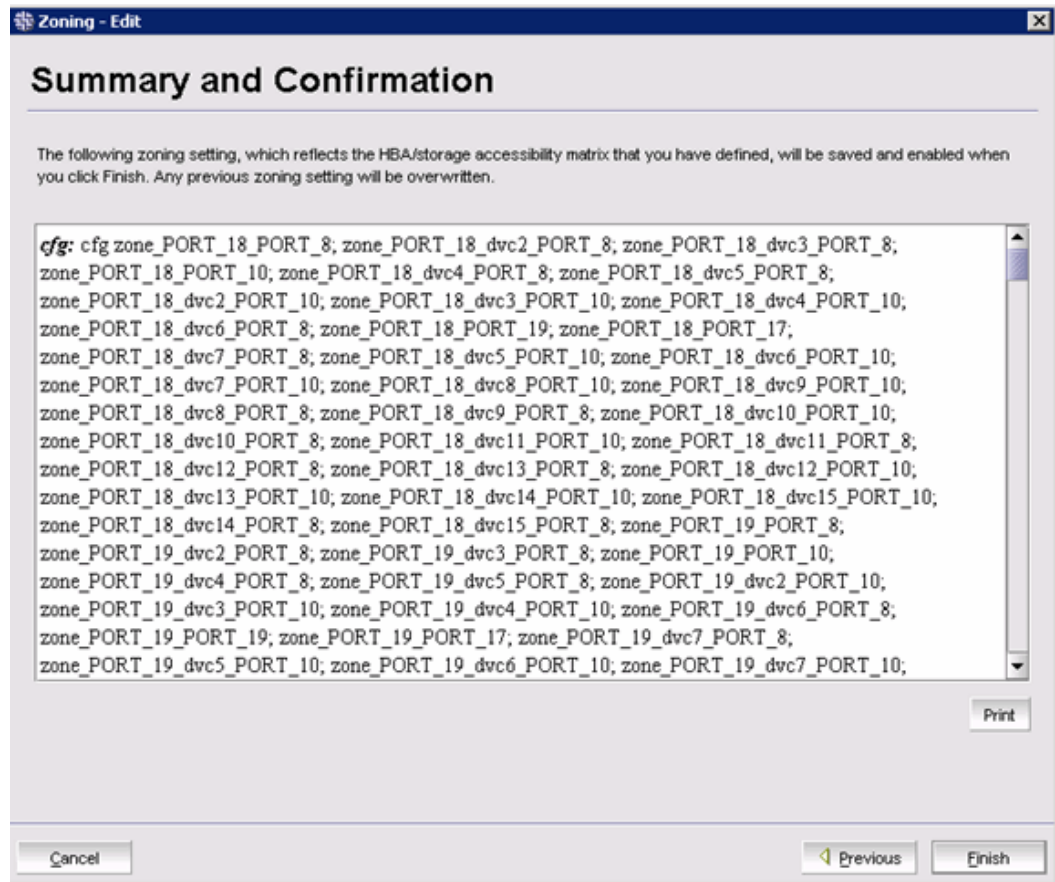 Zoning - Edit
Summary and Confirmation
The following zoning setting, which reflects the HBA/storage accessibility matrix that you have defined, will be saved and enabled when
you click Finish. Any previous zoning setting will be overwritten.
cfg: cfg zone_PORT_18_PORT_8; zone_PORT_18_dvc2_PORT_8; zone_PORT_18_dvc3_PORT_8;
zone_PORT_18_PORT_10; zone_PORT_18_dvc4_PORT_8; zone_PORT_18_dvc5_PORT_8;
zone_PORT_18_dvc2_PORT_10; zone_PORT_18_dvc3_PORT_10; zone_PORT_18_dvc4_PORT_10;
zone_PORT_18_dvc6_PORT_8; zone_PORT_18_PORT_19; zone_PORT_18_PORT_17;
zone_PORT_18_dvc7_PORT_8; zone_PORT_18_dvc5_PORT_10; zone_PORT_18_dvc6_PORT_10;
zone_PORT_18_dvc7_PORT_10; zone_PORT_18_dvc8_PORT_10; zone_PORT_18_dvc9_PORT_10;
zone_PORT_18_dvc8_PORT_8; zone_PORT_18_dvc9_PORT_8; zone_PORT_18_dvc10_PORT_10;
zone_PORT_18_dvc10_PORT_8; zone_PORT_18_dvc11_PORT_10; zone_PORT_18_dvc11_PORT_8;
zone_PORT_18_dvc12_PORT_8; zone_PORT_18_dvc13_PORT_8; zone_PORT_18_dvc12_PORT_10;
zone_PORT_18_dvc13_PORT_10; zone_PORT_18_dvc14_PORT_10; zone_PORT_18_dvc15_PORT_10;
zone_PORT_18_dvc14_PORT_8; zone_PORT_18_dvc15_PORT_8; zone_PORT_19_PORT_8;
zone_PORT_19_dvc2_PORT_8; zone_PORT_19_dvc3_PORT_8; zone_PORT_19_PORT_10;
zone_PORT_19_dvc4_PORT_8; zone_PORT_19_dvc5_PORT_8; zone_PORT_19_dvc2_PORT_10;
zone_PORT_19_dvc3_PORT_10; zone_PORT_19_dvc4_PORT_10; zone_PORT_19_dvc6_PORT_8;
zone_PORT_19_PORT_19; zone_PORT_19_PORT_17; zone_PORT_19_dvc7_PORT_8;
zone_PORT_19_dvc5_PORT_10; zone_PORT_19_dvc6_PORT_10; zone_PORT_19_dvc7_PORT_10;
Print
Cancel
Previous
Finish